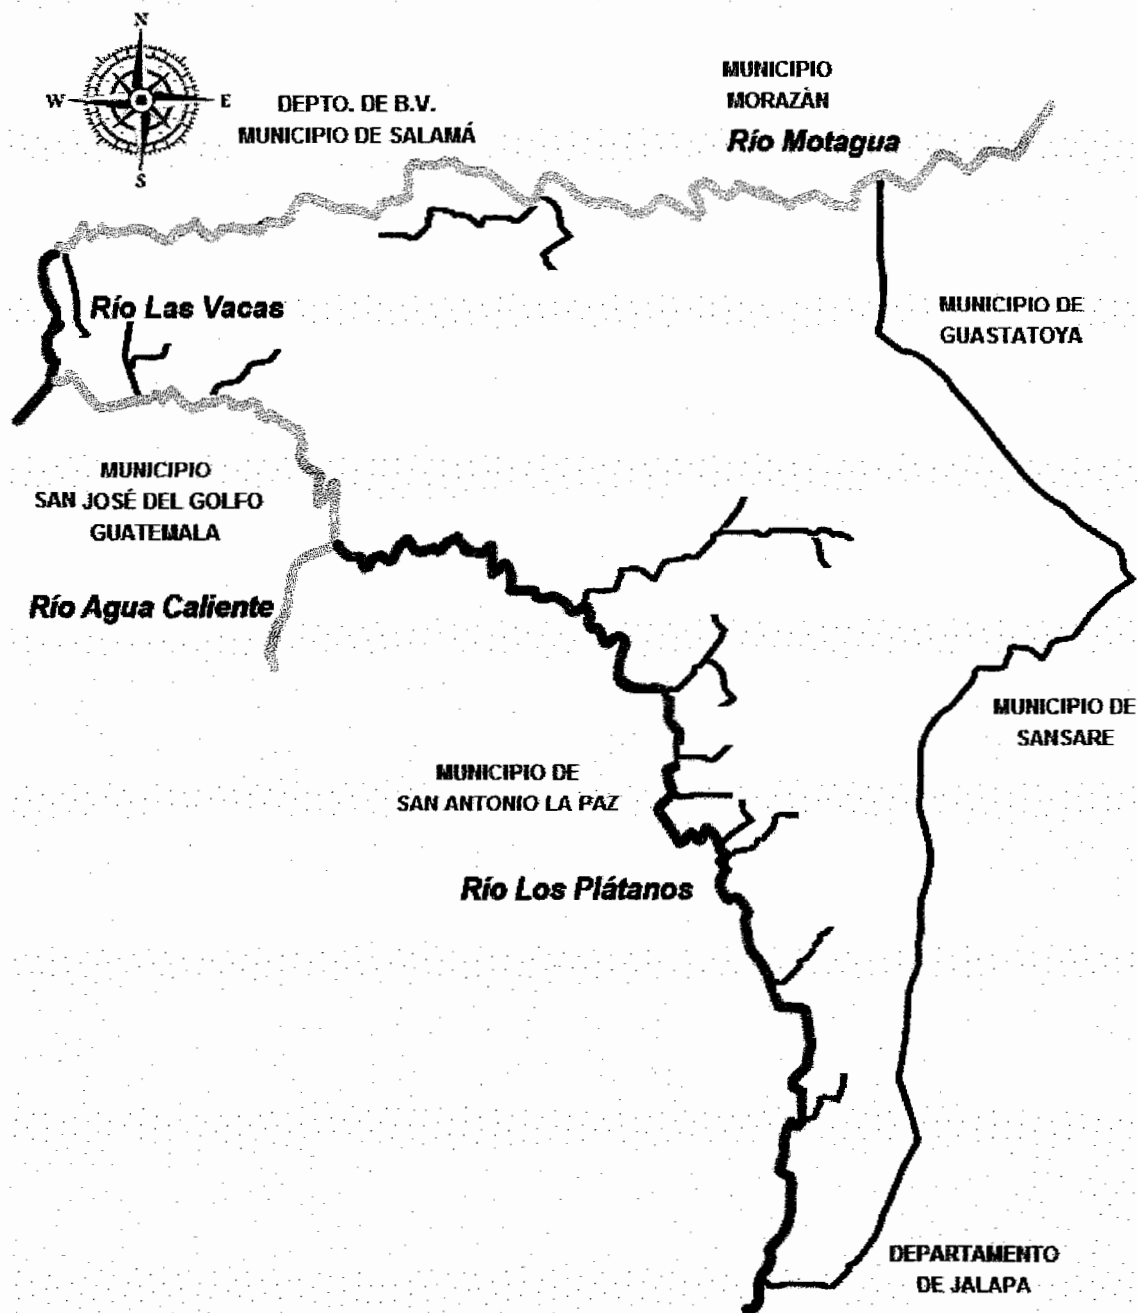 N
W E
S
DEPTO. DE B.V.
MUNICIPIO DE SALAMÁ
MUNICIPIO
MORAZÁN
Río Motagua
Río Las Vacas
MUNICIPIO DE
GUASTATOYA
MUNICIPIO
SAN JOSÉ DEL GOLFO
GUATEMALA
Río Agua Caliente
MUNICIPIO DE
SANSARE
MUNICIPIO DE
SAN ANTONIO LA PAZ
Río Los Plátanos
DEPARTAMENTO
DE JALAPA